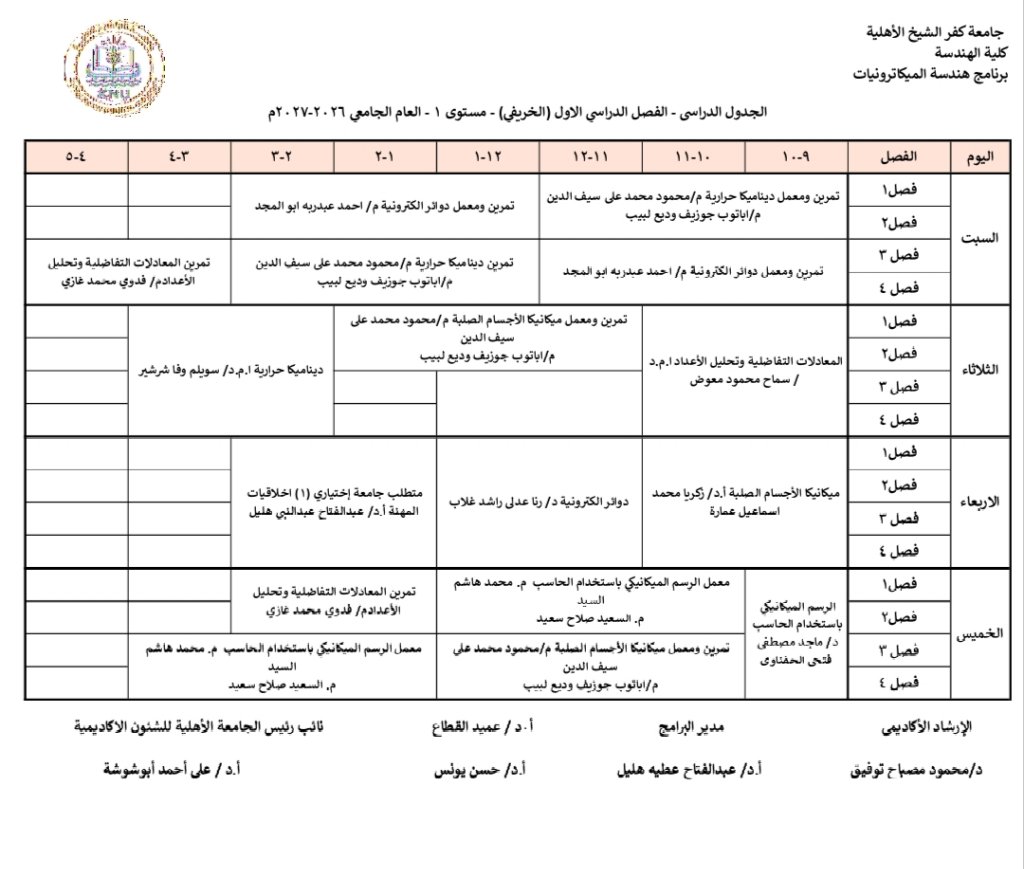 جامعة كفر الشيخ الأهلية
كلية الهندسة
برنامج هندسة الميكاترونيات
KNU
الجدول الدراسى - الفصل الدراسي الاول (الخريفي) - مستوى ١ - العام الجامعي ٢٠٢٦-٢٠٢٧م
اليوم الفصل ٩-١٠ ١٠-١١ ١١-١٢ ١٢-١ ١-٢ ٢-٣ ٣-٤ ٤-٥
السبت
فصل١
فصل٢
فصل ٣
فصل ٤
تمرين ومعمل ديناميكا حرارية م/محمود محمد على سيف الدين
م/اباتوب جوزيف وديع لبيب
تمرين ومعمل دوائر الكترونية م/ احمد عبدربه ابو المجد
تمرين ومعمل دوائر الكترونية م/ احمد عبدربه ابو المجد
تمرين ديناميكا حرارية م/محمود محمد على سيف الدين
م/اباتوب جوزيف وديع لبيب
تمرين المعادلات التفاضلية وتحليل
الأعدادم/ فدوي محمد غازي
الثلاثاء
فصل١
فصل٢
فصل ٣
فصل ٤
المعادلات التفاضلية وتحليل الأعداد ا.م.د
/ سماح محمود معوض
تمرين ومعمل ميكانيكا الأجسام الصلبة م/محمود محمد على
سيف الدين
م/اباتوب جوزيف وديع لبيب
ديناميكا حرارية ا.م.د/ سويلم وفا شرشير
الاربعاء
فصل١
فصل٢
فصل ٣
فصل ٤
ميكانيكا الأجسام الصلبة أ.د/ زكريا محمد
اسماعيل عمارة
دوائر الكترونية د/ رنا عدلى راشد غلاب
متطلب جامعة إختياري (١) اخلاقيات
المهنة أ.د/ عبدالفتاح عبدالنبي هليل
الخميس
فصل١
فصل٢
فصل ٣
فصل ٤
الرسم الميكانيكي
باستخدام الحاسب
د/ ماجد مصطفى
فتحى الحفناوى
معمل الرسم الميكانيكي باستخدام الحاسب م. محمد هاشم
السيد
م. السعيد صلاح سعيد
تمرين المعادلات التفاضلية وتحليل
الأعدادم/ فدوي محمد غازي
تمرين ومعمل ميكانيكا الأجسام الصلبة م/محمود محمد علي
سيف الدين
م/اباتوب جوزيف وديع لبيب
معمل الرسم الميكانيكي باستخدام الحاسب م. محمد هاشم
السيد
م. السعيد صلاح سعيد
الإرشاد الأكاديمى مدير البرامج أ.د / عميد القطاع نائب رئيس الجامعة الأهلية للشئون الاكاديمية
د/محمود مصباح توفيق أ.د/ عبدالفتاح عطيه هليل أ.د/ حسن يونس أ.د / على أحمد أبوشوشة